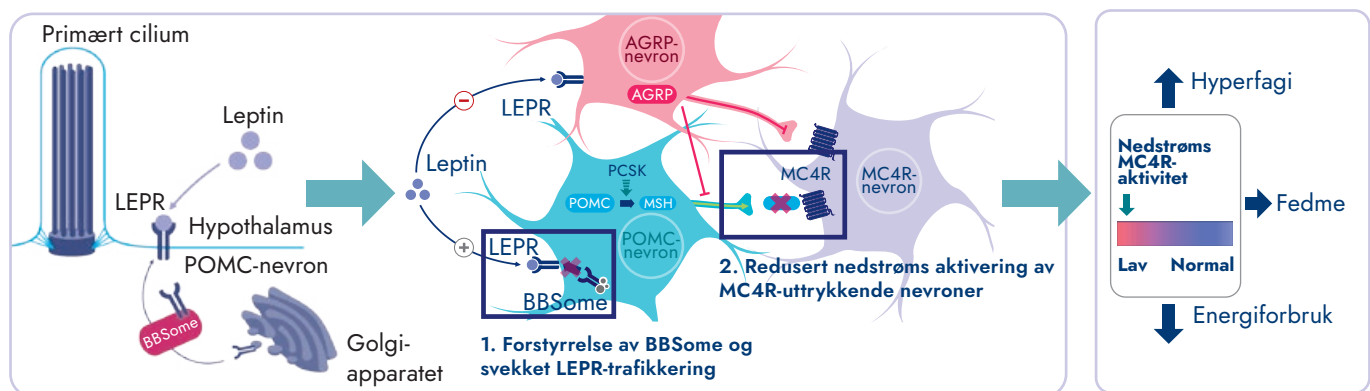 Primært cilium
Leptin
LEPR
Hypothalamus
POMC-nevron
BBSome
Golgi-
apparatet
AGRP-
nevron
AGRP
LEPR
Leptin
PCSK
POMC
MSH
POMC-
nevron
LEPR
BBSome
MC4R
MC4R-
nevron
1. Forstyrrelse av BBSome og
svekket LEPR-trafikkering
2. Redusert nedstrøms aktivering av
MC4R-uttrykkende nevroner
Hyperfagi
Nedstrøms
MC4R-
aktivitet
Lav
Normal
Fedme
Energiforbruk